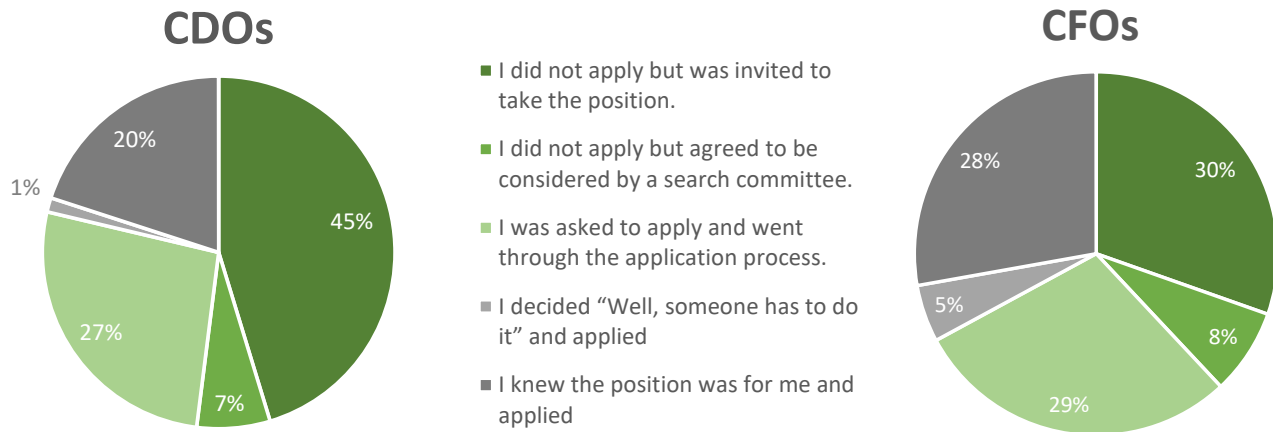 CDOs
45%
7%
27%
1%
20%
I did not apply but was invited to
take the position.
I did not apply but agreed to be
considered by a search committee.
I was asked to apply and went
through the application process.
I decided “Well, someone has to do
it” and applied
I knew the position was for me and
applied
CFOs
30%
8%
29%
5%
28%